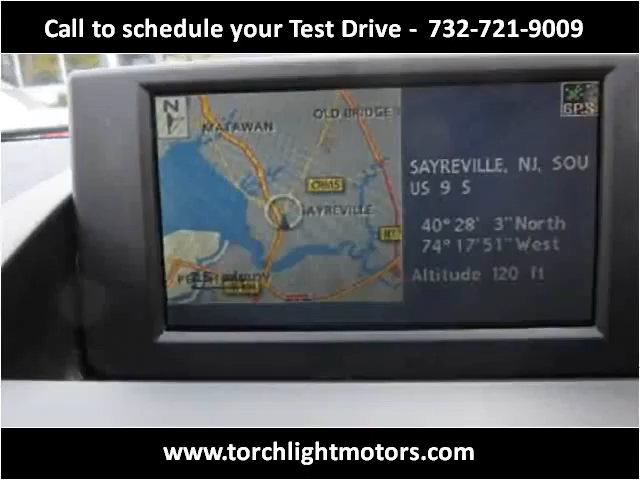 Call to schedule your Test Drive - 732-721-9009
N
GPS
MATAWAN
OLD BRIDGE
CR615
SAYREVILLE
SAYREVILLE, NJ, SOU
US 9 S
40°28' 3"North
74°17'51"West
Altitude 120 ft
www.torchlightmotors.com